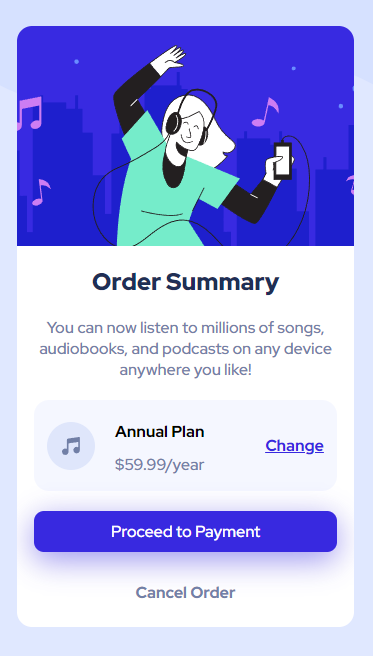 Order Summary
You can now listen to millions of songs,
audiobooks, and podcasts on any device
anywhere you like!
Annual Plan
$59.99/year
Change
Proceed to Payment
Cancel Order